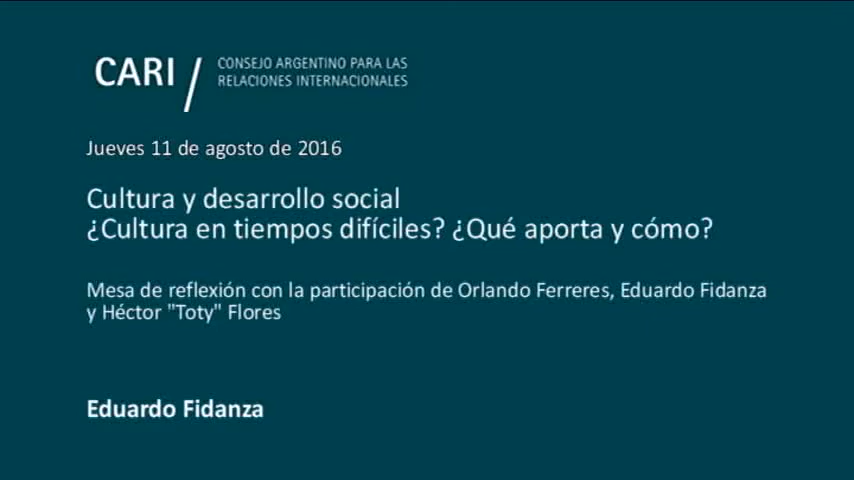 CARI / CONSEJO ARGENTINO PARA LAS
RELACIONES INTERNACIONALES
Jueves 11 de agosto de 2016
Cultura y desarrollo social
¿Cultura en tiempos difíciles? ¿Qué aporta y cómo?
Mesa de reflexión con la participación de Orlando Ferreres, Eduardo Fidanza
y Héctor "Toty" Flores
Eduardo Fidanza